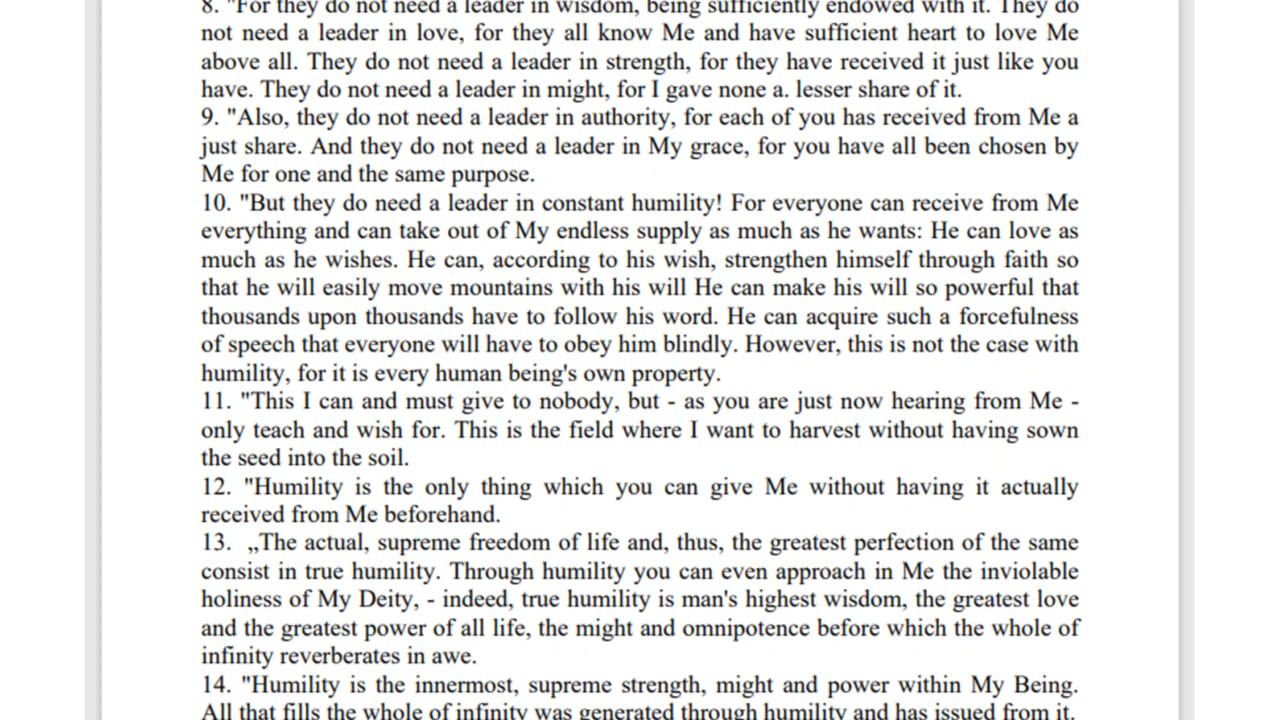 8. "For they do not need a leader in wisdom, being sufficiently endowed with it. They do
not need a leader in love, for they all know Me and have sufficient heart to love Me
above all. They do not need a leader in strength, for they have received it just like you
have. They do not need a leader in might, for I gave none a. lesser share of it.
9. "Also, they do not need a leader in authority, for each of you has received from Me a
just share. And they do not need a leader in My grace, for you have all been chosen by
Me for one and the same purpose.
10. "But they do need a leader in constant humility! For everyone can receive from Me
everything and can take out of My endless supply as much as he wants: He can love as
much as he wishes. He can, according to his wish, strengthen himself through faith so
that he will easily move mountains with his will He can make his will so powerful that
thousands upon thousands have to follow his word. He can acquire such a forcefulness
of speech that everyone will have to obey him blindly. However, this is not the case with
humility, for it is every human being's own property.
11. "This I can and must give to nobody, but - as you are just now hearing from Me -
only teach and wish for. This is the field where I want to harvest without having sown
the seed into the soil.
12. "Humility is the only thing which you can give Me without having it actually
received from Me beforehand.
13. „The actual, supreme freedom of life and, thus, the greatest perfection of the same
consist in true humility. Through humility you can even approach in Me the inviolable
holiness of My Deity, - indeed, true humility is man's highest wisdom, the greatest love
and the greatest power of all life, the might and omnipotence before which the whole of
infinity reverberates in awe.
14. "Humility is the innermost, supreme strength, might and power within My Being.
All that fills the whole of infinity was generated through humility and has issued from it.